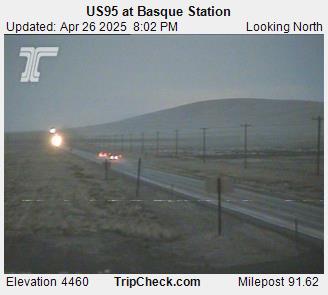 US95 at Basque Station
Updated: Apr 26 2025 8:02 PM Looking North
Elevation 4460 TripCheck.com Milepost 91.62